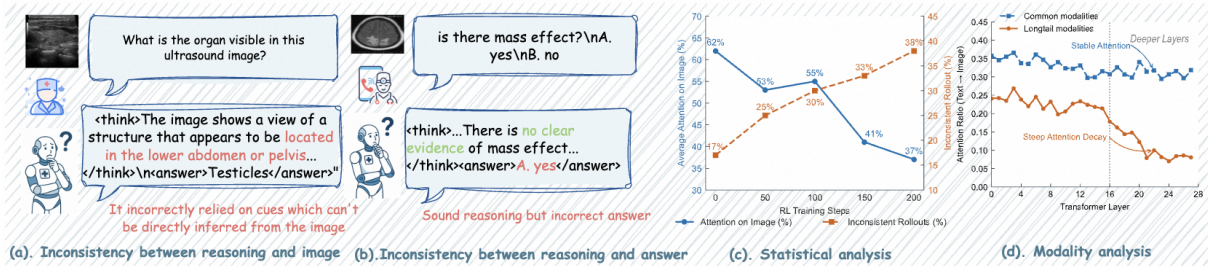 What is the organ visible in this
ultrasound image?
<think>The image shows a view of a
structure that appears to be located
in the lower abdomen or pelvis...
</think>\n<answer>Testicles</answer>"
?
It incorrectly relied on cues which can't
be directly inferred from the image
(a). Inconsistency between reasoning and image
is there mass effect?\nA.
yes\nB. no
<think>...There is no clear
evidence of mass effect...
</think><answer>A. yes</answer>
?
Sound reasoning but incorrect answer
(b).Inconsistency between reasoning and answer
Average Attention on Image (%)
70
65
60
55
50
45
40
35
30
62%
53%
55%
41%
37%
17%
25%
30%
33%
38%
45
40
35
30
25
20
15
10
Inconsistent Rollout (%)
0 50 100 150 200
RL Training Steps
Attention on Image (%)
Inconsistent Rollouts (%)
(c). Statistical analysis
Attention Ratio (Text → Image)
0.45
0.40
0.35
0.30
0.25
0.20
0.15
0.10
0.05
0.00
Common modalities
Longtail modalities
Deeper Layers
Stable Attention
Steep Attention Decay
0 4 8 12 16 20 24 28
Transformer Layer
(d). Modality analysis